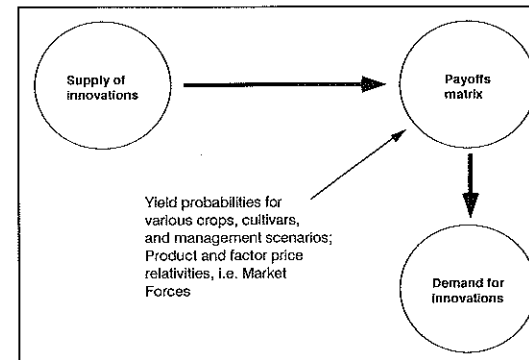 Supply of
innovations
Payoffs
matrix
Yield probabilities for
various crops, cultivars,
and management scenarios;
Product and factor price
relativities, i.e. Market
Forces
Demand for
innovations